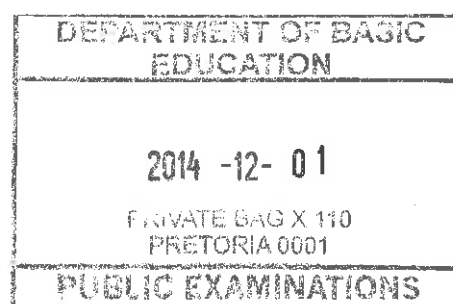 DEPARTMENT OF BASIC
EDUCATION
2014 -12- 01
PRIVATE BAG X 110
PRETORIA 0001
PUBLIC EXAMINATIONS